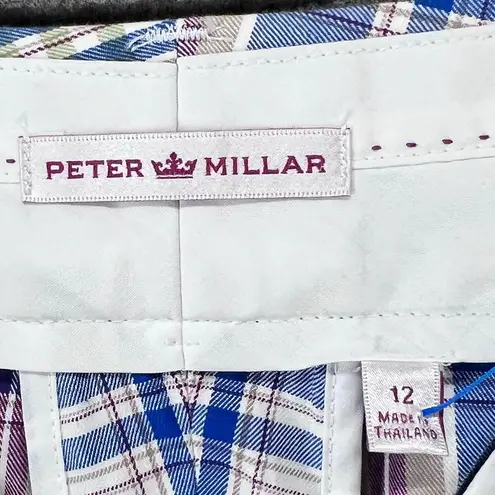 PETER MILLAR
12
MADE IN
THAILAND